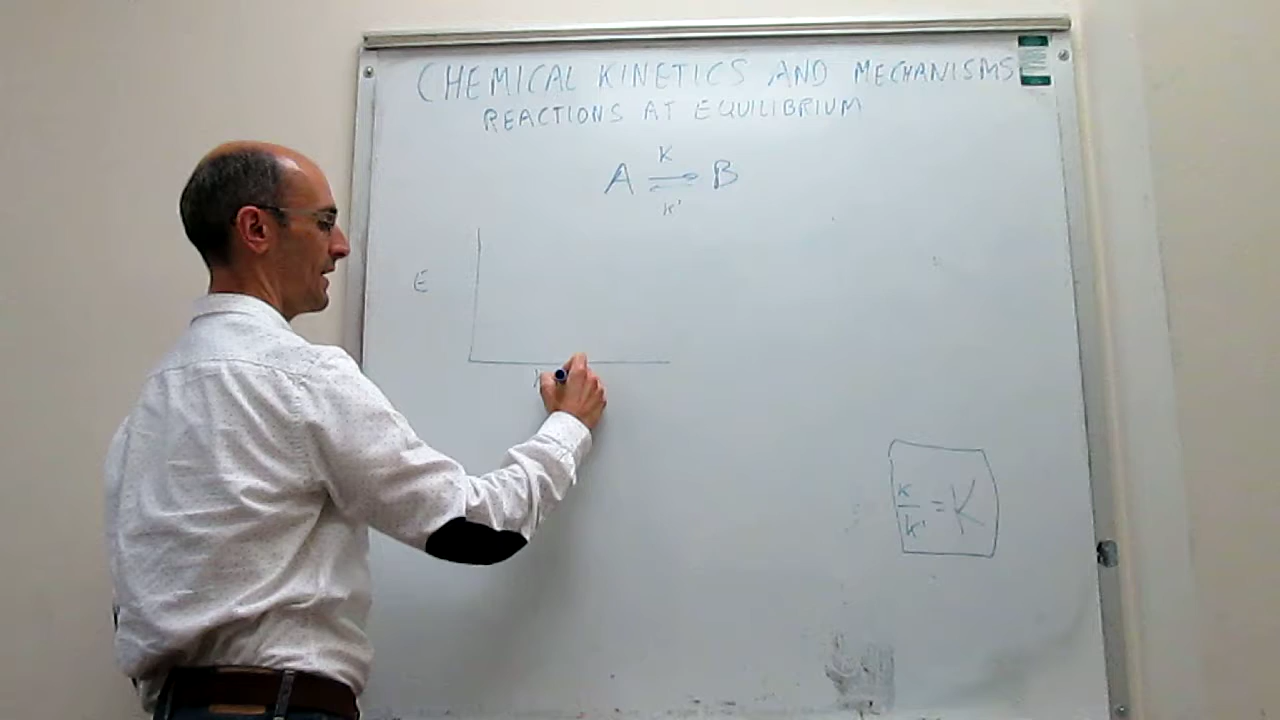 CHEMICAL KINETICS AND MECHANISMS
REACTIONS AT EQUILIBRIUM
K
A ⇌ B
K'
E
K
/ K' = K